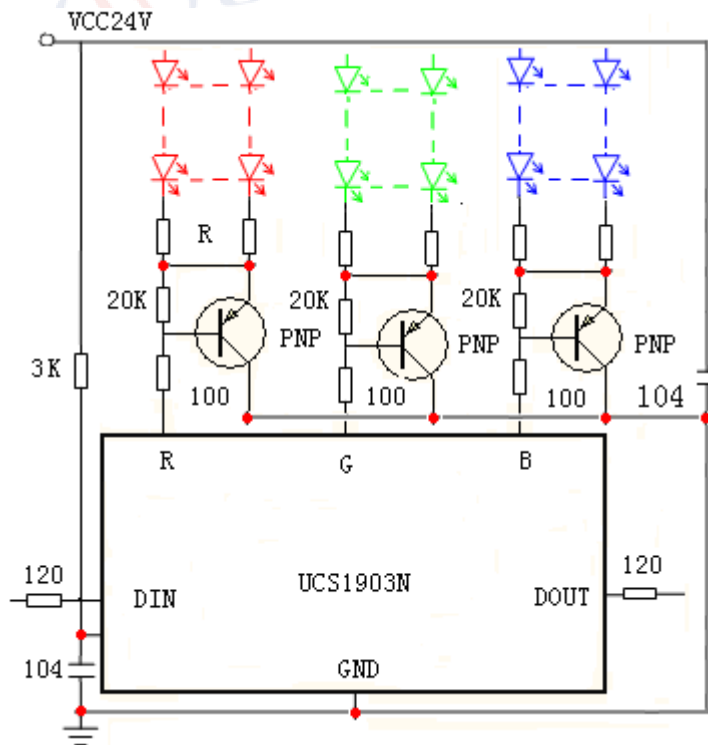 VCC24V
R
20K
20K
20K
PNP
PNP
PNP
3K
100
100
100
104
R
G
B
120
DIN
UCS1903N
DOUT
120
104
GND